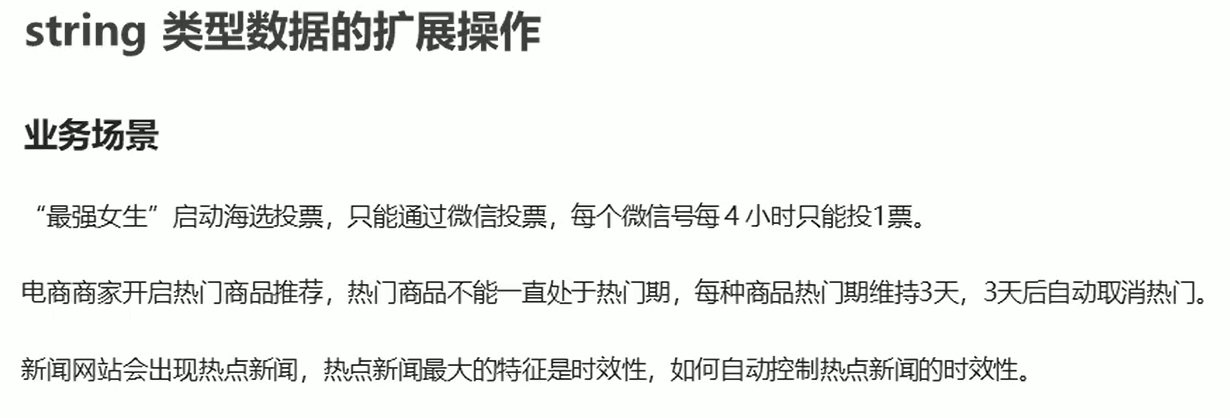 string 类型数据的扩展操作
业务场景
“最强女生”启动海选投票，只能通过微信投票，每个微信号每 4 小时只能投1票。
电商商家开启热门商品推荐，热门商品不能一直处于热门期，每种商品热门期维持3天，3天后自动取消热门。
新闻网站会出现热点新闻，热点新闻最大的特征是时效性，如何自动控制热点新闻的时效性。